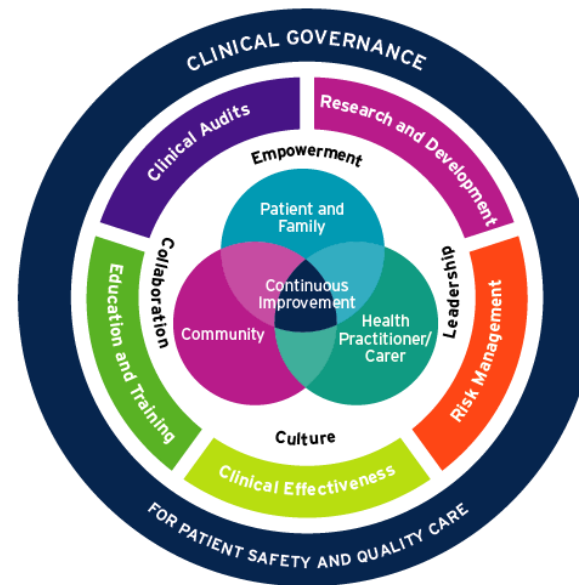 CLINICAL GOVERNANCE
Clinical Audits
Research and Development
Empowerment
Patient and
Family
Collaboration
Leadership
Continuous
Improvement
Community
Health
Practitioner/
Carer
Education and Training
Risk Management
Culture
Clinical Effectiveness
FOR PATIENT SAFETY AND QUALITY CARE